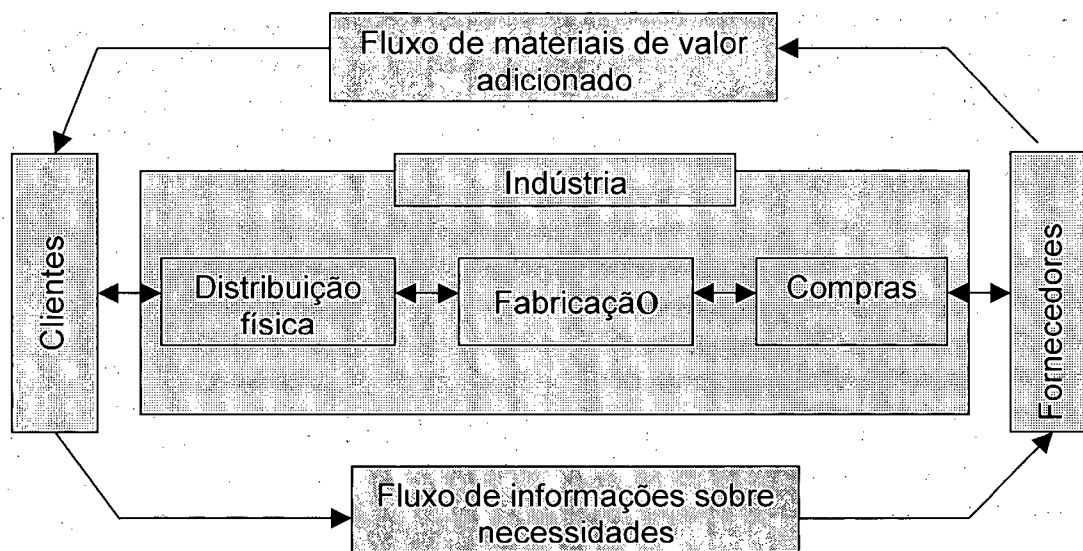 Fluxo de materiais de valor
adicionado
Indústria
Clientes
Distribuição
física
Fabricação
Compras
Fornecedores
Fluxo de informações sobre
necessidades